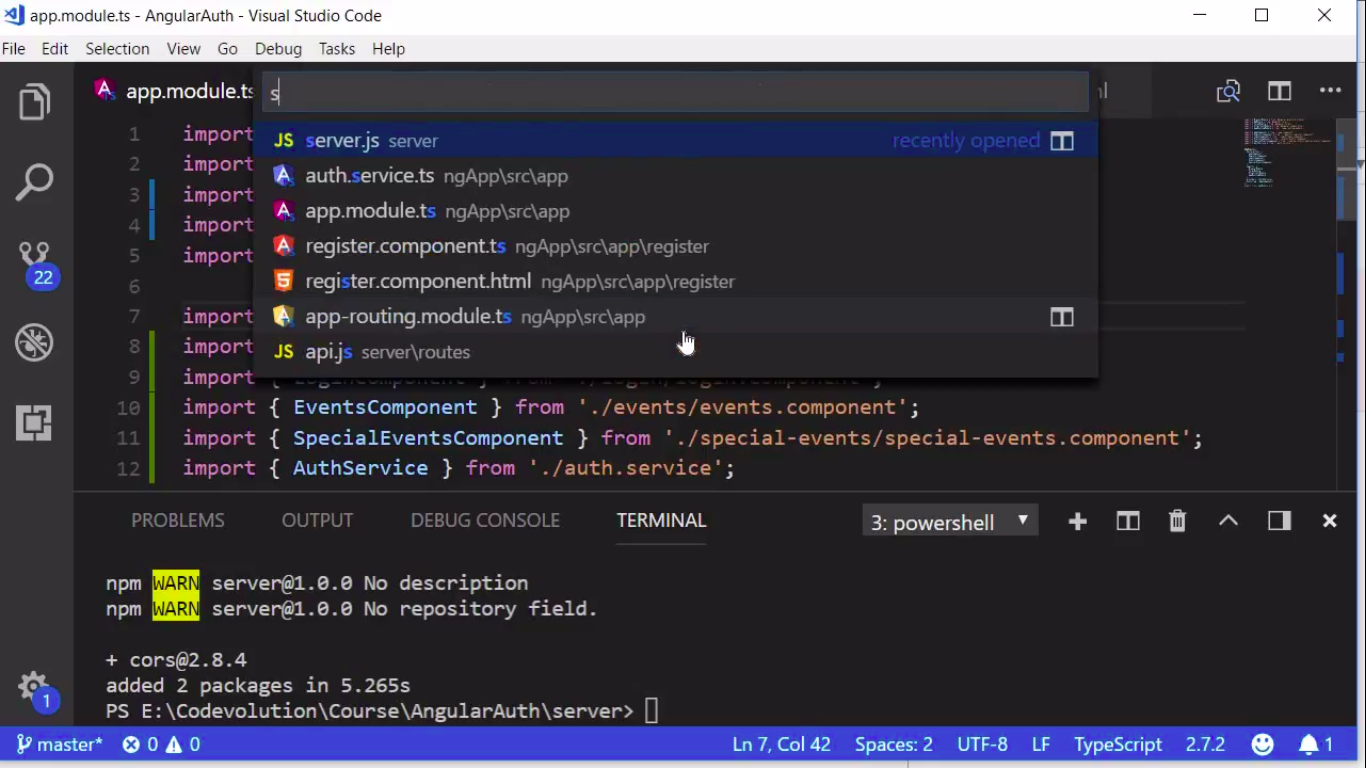 app.module.ts - AngularAuth - Visual Studio Code
File Edit Selection View Go Debug Tasks Help
app.module.ts
s
JS server.js server recently opened
auth.service.ts ngApp\src\app
app.module.ts ngApp\src\app
register.component.ts ngApp\src\app\register
register.component.html ngApp\src\app\register
app-routing.module.ts ngApp\src\app
JS api.js server\routes
1 import
2 import
3 import
4 import
5 import
6
7 import
8 import
9 import { LoginComponent } from './login/login.component';
10 import { EventsComponent } from './events/events.component';
11 import { SpecialEventsComponent } from './special-events/special-events.component';
12 import { AuthService } from './auth.service';
22
1
PROBLEMS OUTPUT DEBUG CONSOLE TERMINAL 3: powershell
npm WARN server@1.0.0 No description
npm WARN server@1.0.0 No repository field.
+ cors@2.8.4
added 2 packages in 5.265s
PS E:\Codevolution\Course\AngularAuth\server>
master* 0 0 Ln 7, Col 42 Spaces: 2 UTF-8 LF TypeScript 2.7.2 1